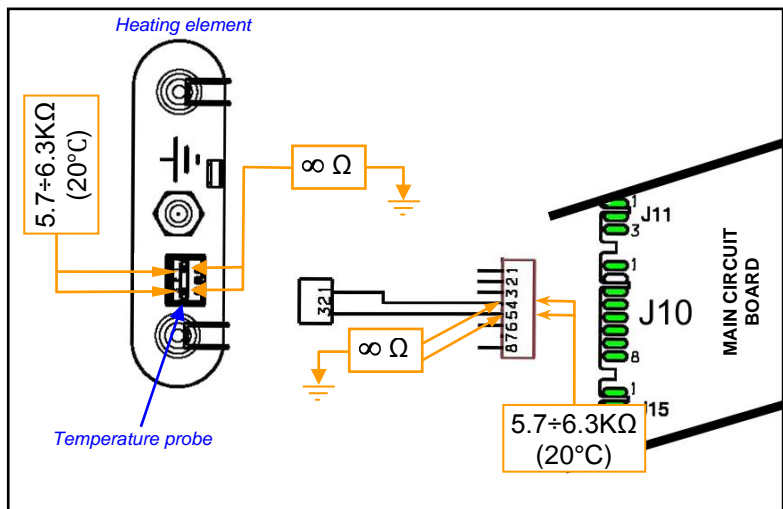 Heating element
5.7÷6.3KΩ
(20°C)
∞ Ω
321
87654321
∞ Ω
1
J11
3
1
J10
8
1
J15
MAIN CIRCUIT
BOARD
5.7÷6.3KΩ
(20°C)
Temperature probe